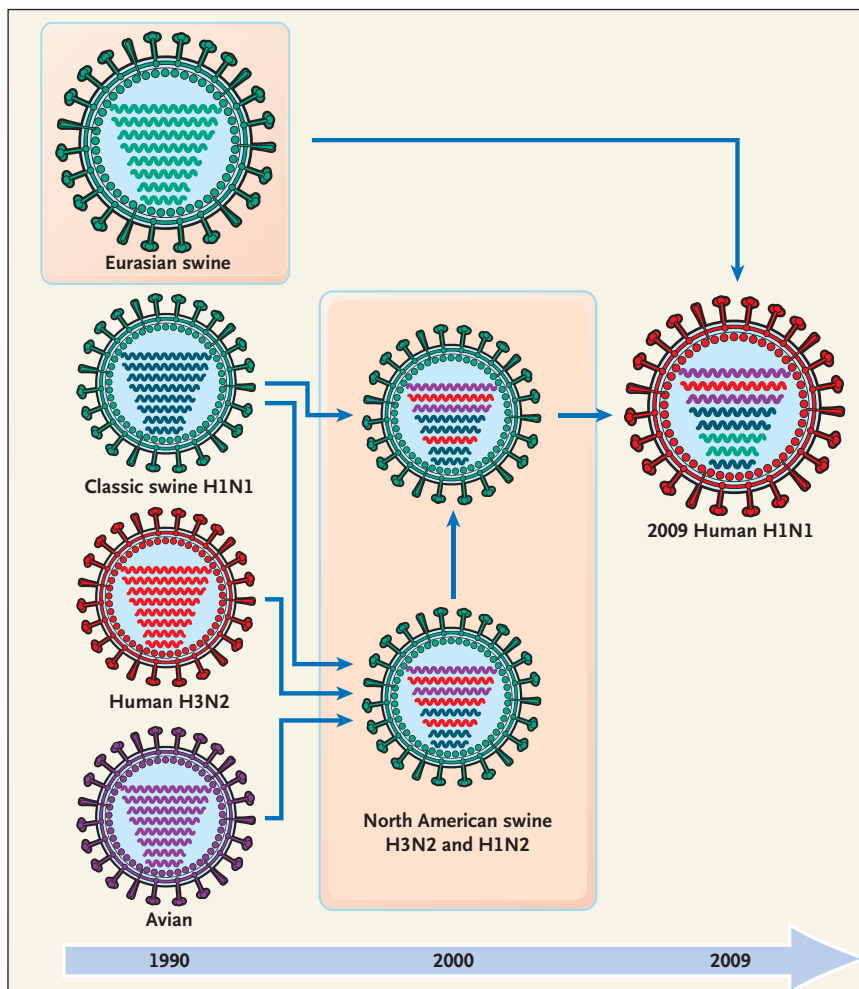 Eurasian swine
Classic swine H1N1
Human H3N2
Avian
North American swine
H3N2 and H1N2
2009 Human H1N1
1990
2000
2009